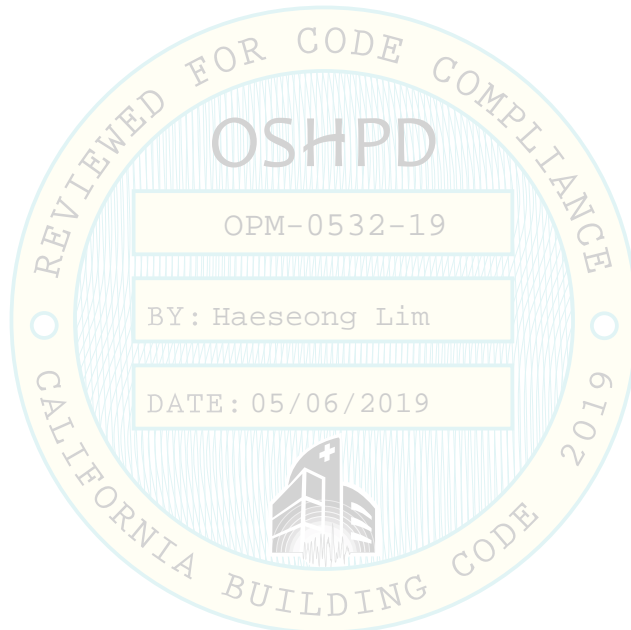 REVIEWED FOR CODE COMPLIANCE
OSHPD
OPM-0532-19
BY: Haeseong Lim
DATE: 05/06/2019
CALIFORNIA BUILDING CODE 2019